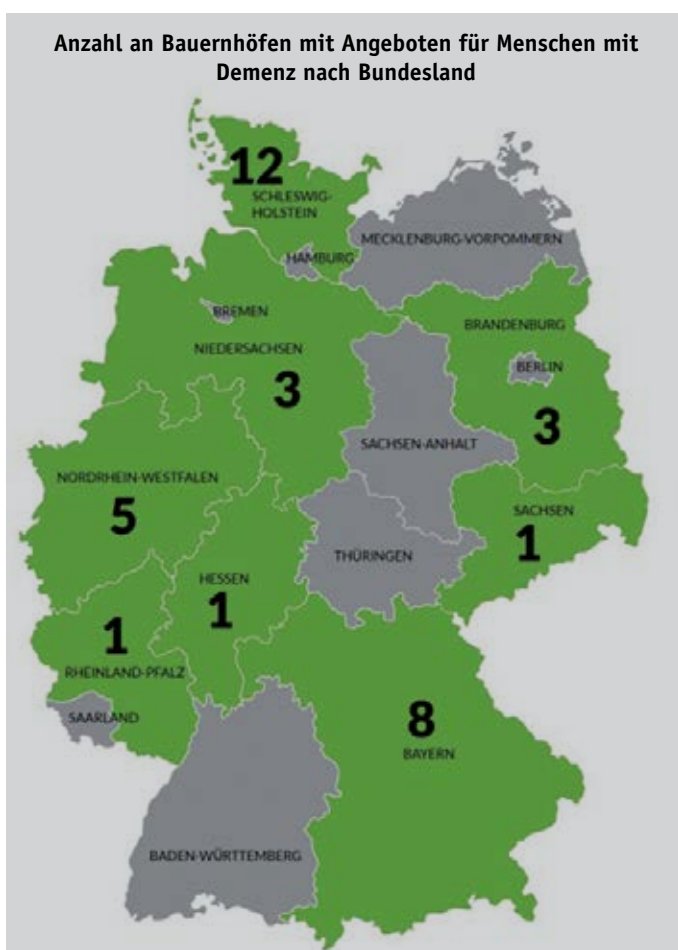 Anzahl an Bauernhöfen mit Angeboten für Menschen mit
Demenz nach Bundesland
12
SCHLESWIG-
HOLSTEIN
MECKLENBURG-VORPOMMERN
HAMBURG
BREMEN
BRANDENBURG
NIEDERSACHSEN
BERLIN
3
3
SACHSEN-ANHALT
NORDRHEIN-WESTFALEN
5
SACHSEN
1
THÜRINGEN
HESSEN
1
1
RHEINLAND-PFALZ
SAARLAND
8
BAYERN
BADEN-WÜRTTEMBERG